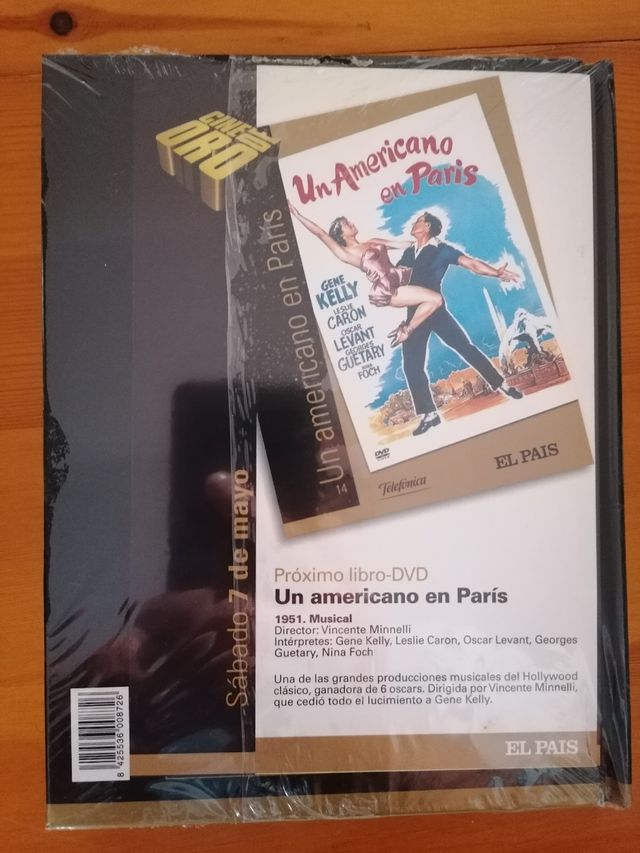 CINE DE
ORO
Un Americano
en Paris
GENE
KELLY
LESLIE
CARON
OSCAR
LEVANT
GEORGES
GUETARY
NINA
FOCH
DVD
Un americano en París
14
Telefónica
EL PAIS
Sábado 7 de mayo
Próximo libro-DVD
Un americano en París
1951. Musical
Director: Vincente Minnelli
Intérpretes: Gene Kelly, Leslie Caron, Oscar Levant, Georges
Guetary, Nina Foch
Una de las grandes producciones musicales del Hollywood
clásico, ganadora de 6 oscars. Dirigida por Vincente Minnelli,
que cedió todo el lucimiento a Gene Kelly.
EL PAIS
8 425536 008726